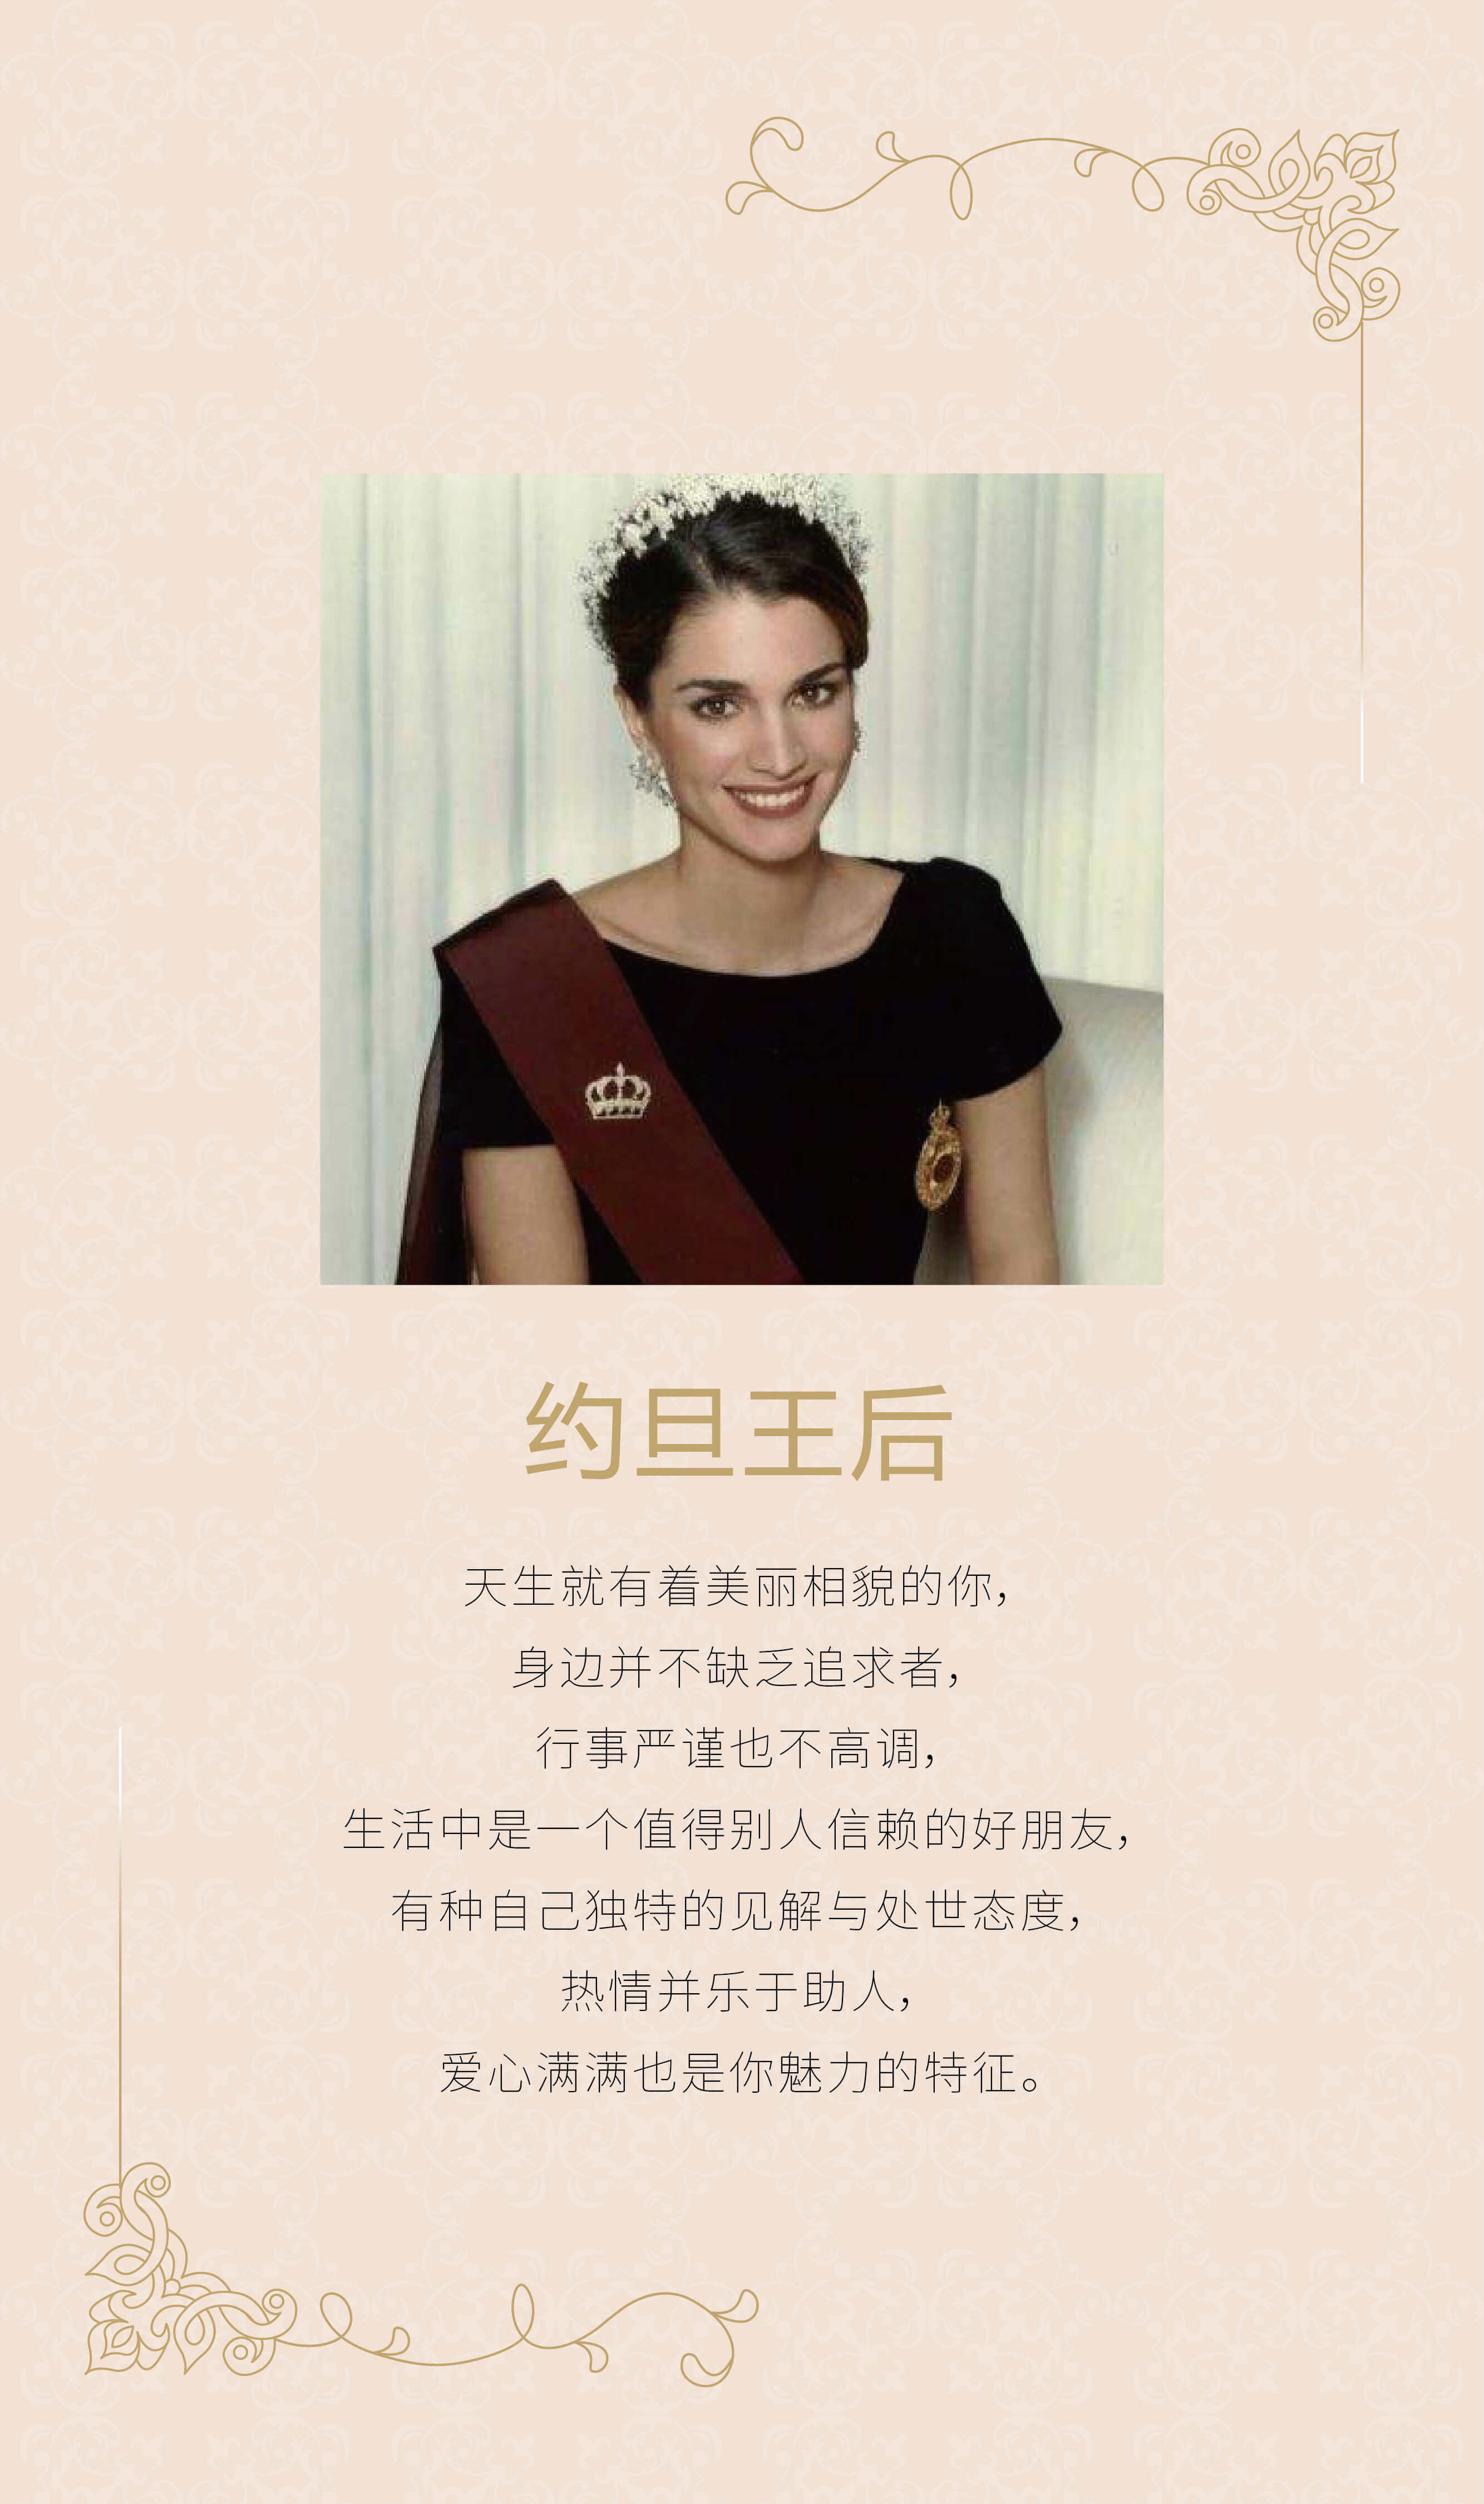 约旦王后
天生就有着美丽相貌的你，
身边并不缺乏追求者，
行事严谨也不高调，
生活中是一个值得别人信赖的好朋友，
有种自己独特的见解与处世态度，
热情并乐于助人，
爱心满满也是你魅力的特征。